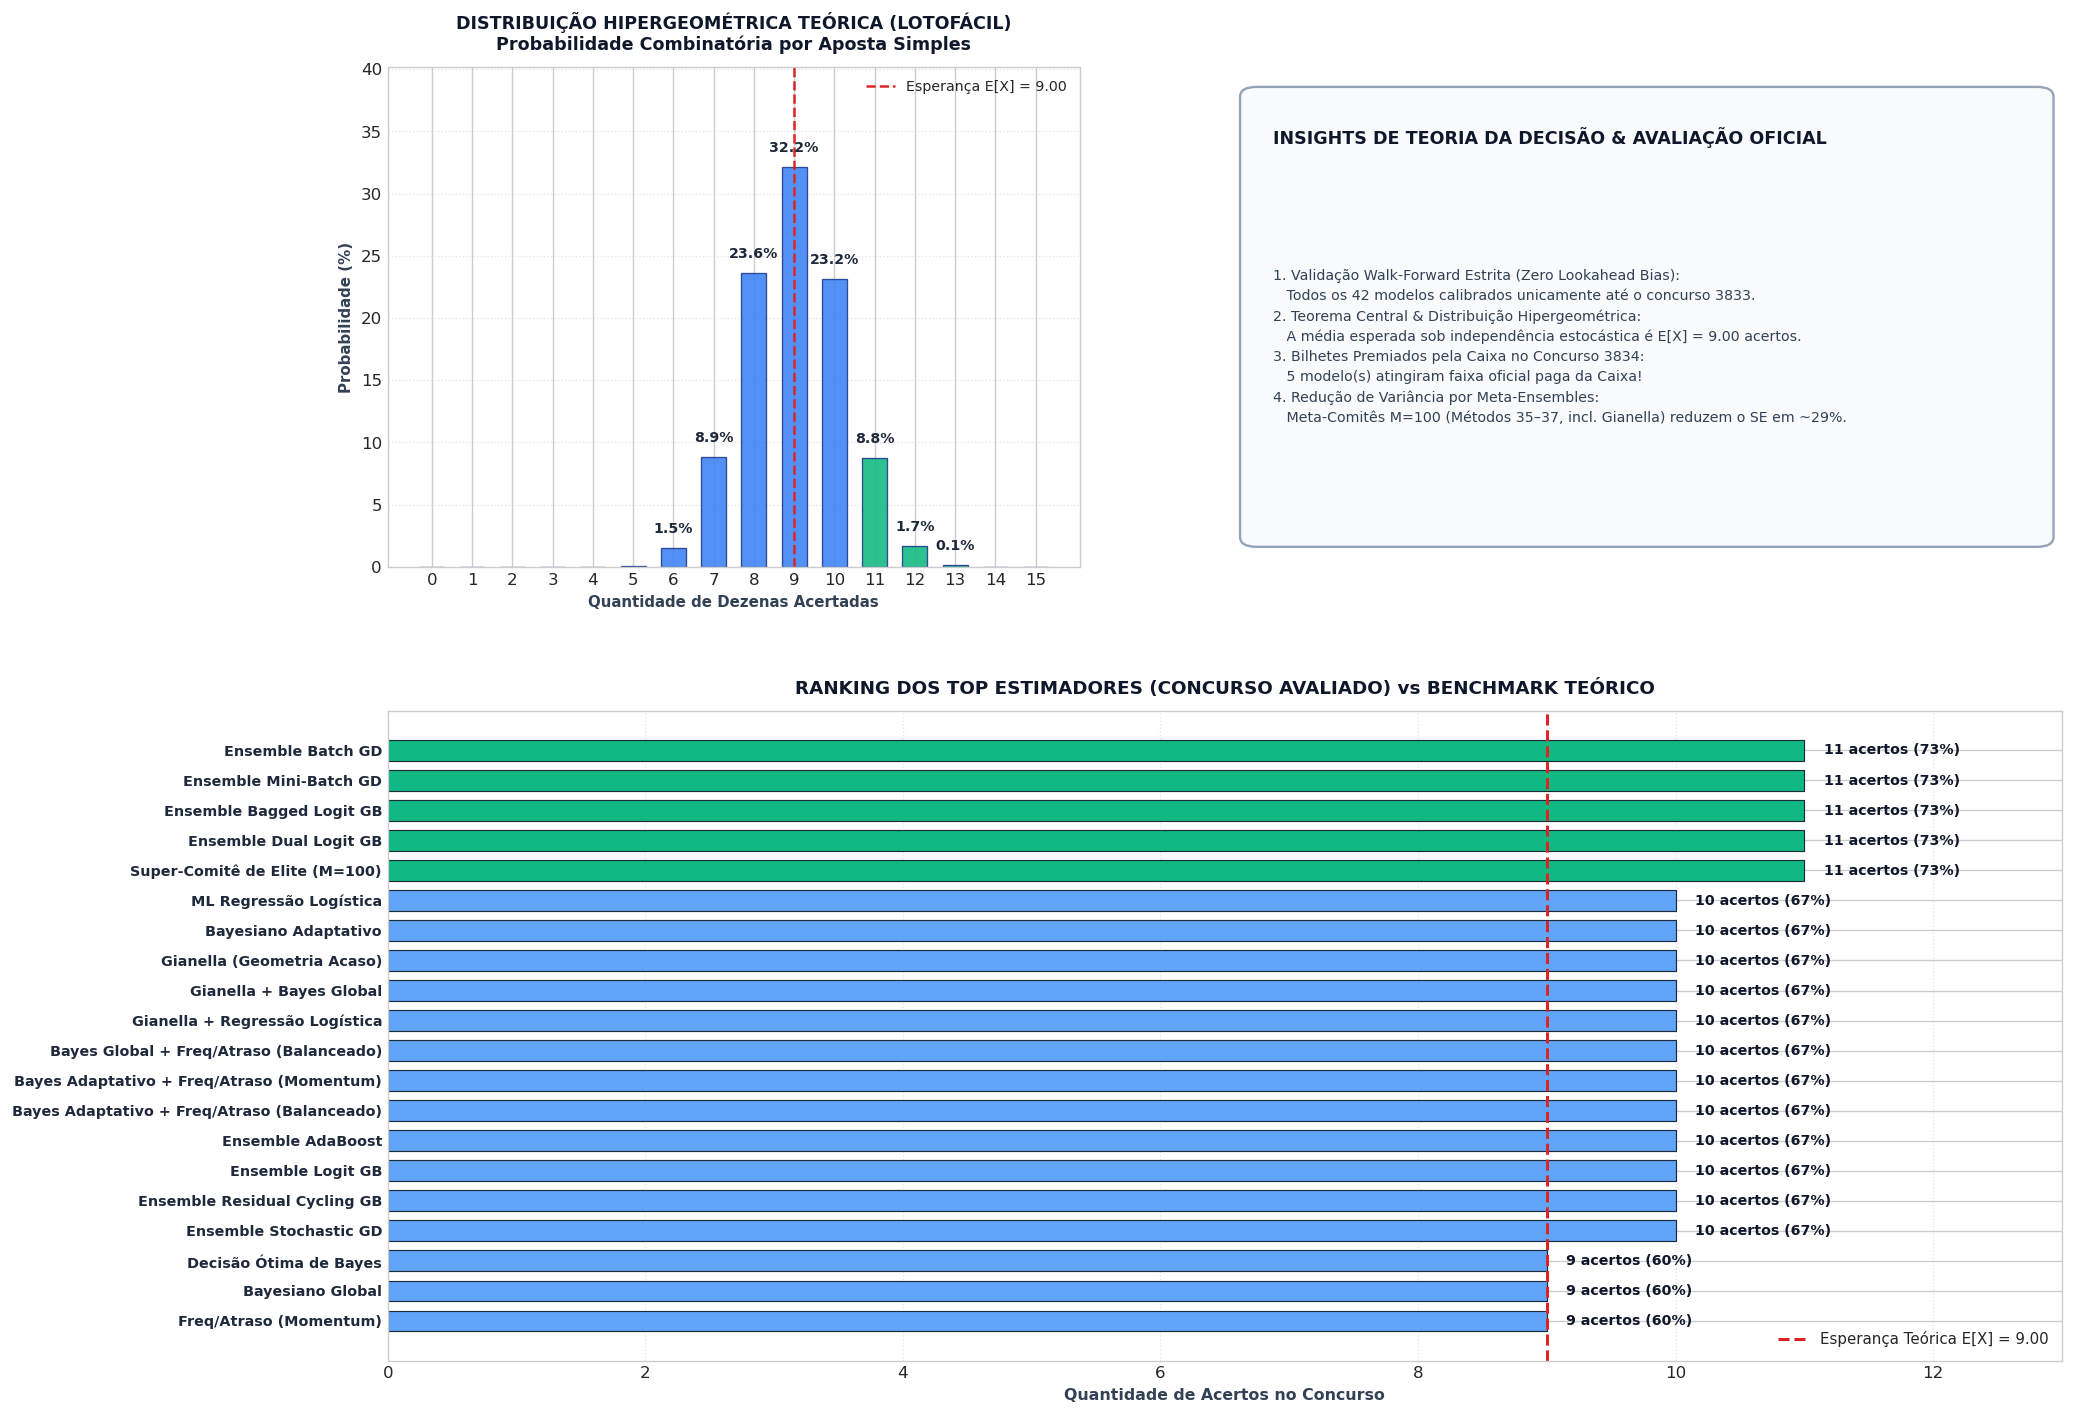 DISTRIBUIÇÃO HIPERGEOMÉTRICA TEÓRICA (LOTOFÁCIL)
Probabilidade Combinatória por Aposta Simples
Esperança E[X] = 9.00
Probabilidade (%)
40
35
30
25
20
15
10
5
0
1.5%
8.9%
23.6%
32.2%
23.2%
8.8%
1.7%
0.1%
0 1 2 3 4 5 6 7 8 9 10 11 12 13 14 15
Quantidade de Dezenas Acertadas
INSIGHTS DE TEORIA DA DECISÃO & AVALIAÇÃO OFICIAL
1. Validação Walk-Forward Estrita (Zero Lookahead Bias):
Todos os 42 modelos calibrados unicamente até o concurso 3833.
2. Teorema Central & Distribuição Hipergeométrica:
A média esperada sob independência estocástica é E[X] = 9.00 acertos.
3. Bilhetes Premiados pela Caixa no Concurso 3834:
5 modelo(s) atingiram faixa oficial paga da Caixa!
4. Redução de Variância por Meta-Ensembles:
Meta-Comitês M=100 (Métodos 35–37, incl. Gianella) reduzem o SE em ~29%.
RANKING DOS TOP ESTIMADORES (CONCURSO AVALIADO) vs BENCHMARK TEÓRICO
Ensemble Batch GD 11 acertos (73%)
Ensemble Mini-Batch GD 11 acertos (73%)
Ensemble Bagged Logit GB 11 acertos (73%)
Ensemble Dual Logit GB 11 acertos (73%)
Super-Comitê de Elite (M=100) 11 acertos (73%)
ML Regressão Logística 10 acertos (67%)
Bayesiano Adaptativo 10 acertos (67%)
Gianella (Geometria Acaso) 10 acertos (67%)
Gianella + Bayes Global 10 acertos (67%)
Gianella + Regressão Logística 10 acertos (67%)
Bayes Global + Freq/Atraso (Balanceado) 10 acertos (67%)
Bayes Adaptativo + Freq/Atraso (Momentum) 10 acertos (67%)
Bayes Adaptativo + Freq/Atraso (Balanceado) 10 acertos (67%)
Ensemble AdaBoost 10 acertos (67%)
Ensemble Logit GB 10 acertos (67%)
Ensemble Residual Cycling GB 10 acertos (67%)
Ensemble Stochastic GD 10 acertos (67%)
Decisão Ótima de Bayes 9 acertos (60%)
Bayesiano Global 9 acertos (60%)
Freq/Atraso (Momentum) 9 acertos (60%)
Esperança Teórica E[X] = 9.00
0 2 4 6 8 10 12
Quantidade de Acertos no Concurso